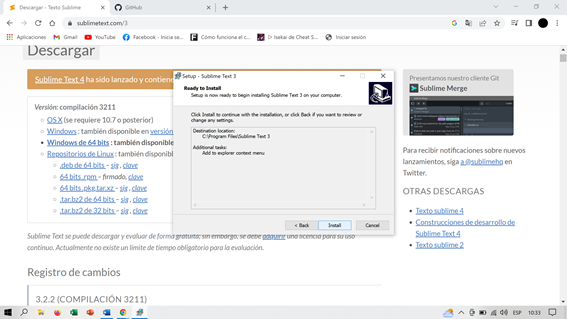 Descargar - Texto Sublime
GitHub
sublimetext.com/3
Aplicaciones
Gmail
YouTube
Facebook - Inicia se...
Cómo funciona el c...
Isekai de Cheat S...
Iniciar sesión
Descargar
Sublime Text 4 ha sido lanzado y contiene
Versión: compilación 3211
OS X (se requiere 10.7 o posterior)
Windows : también disponible en versión
Windows de 64 bits : también disponible
Repositorios de Linux : también disponible
.deb de 64 bits – sig , clave
64 bits .rpm – firmado, clave
64 bits .pkg.tar.xz – sig , clave
.tar.bz2 de 64 bits – sig , clave
.tar.bz2 de 32 bits – sig , clave
Sublime Text se puede descargar y evaluar de forma gratuita; sin embargo, se debe adquirir una licencia para su uso
continuo. Actualmente no existe un límite de tiempo obligatorio para la evaluación.
Registro de cambios
3.2.2 (COMPILACIÓN 3211)
Setup - Sublime Text 3
Ready to Install
Setup is now ready to begin installing Sublime Text 3 on your computer.
Click Install to continue with the installation, or click Back if you want to review or
change any settings.
Destination location:
C:\Program Files\Sublime Text 3
Additional tasks:
Add to explorer context menu
< Back
Install
Cancel
Presentamos nuestro cliente Git
Sublime Merge
Para recibir notificaciones sobre nuevos
lanzamientos, siga a @sublimehq en
Twitter.
OTRAS DESCARGAS
Texto sublime 4
Construcciones de desarrollo de
Sublime Text 4
Texto sublime 2
ESP
10:33